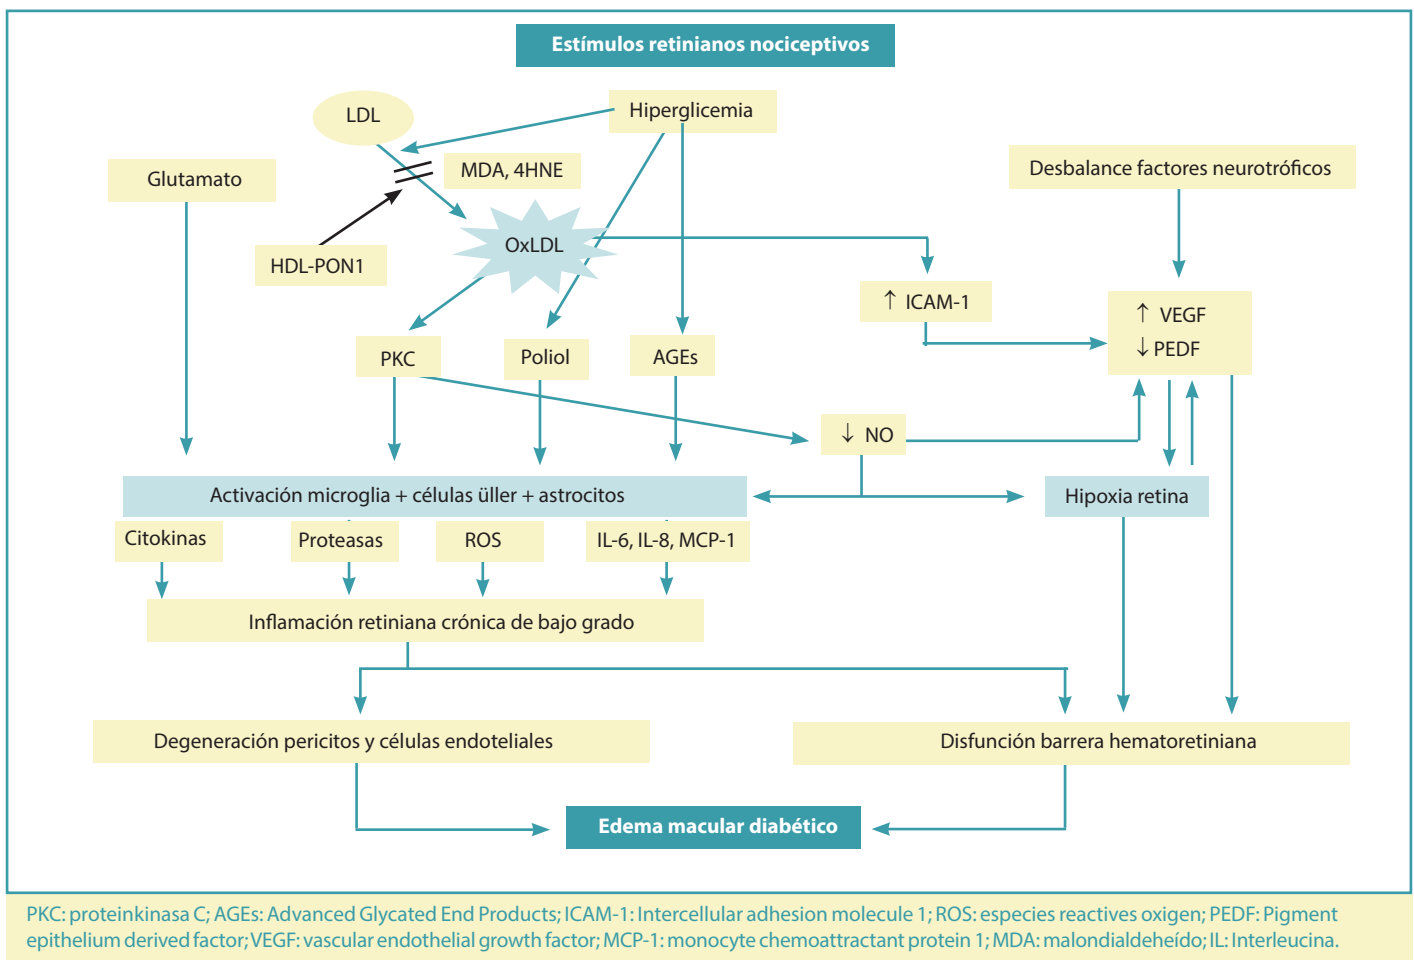 Estímulos retinianos nociceptivos
LDL
Hiperglicemia
Glutamato
MDA, 4HNE
Desbalance factores neurotróficos
HDL-PON1
OxLDL
↑ ICAM-1
↑ VEGF
↓ PEDF
PKC
Poliol
AGEs
↓ NO
Activación microglia + células üller + astrocitos
Hipoxia retina
Citokinas
Proteasas
ROS
IL-6, IL-8, MCP-1
Inflamación retiniana crónica de bajo grado
Degeneración pericitos y células endoteliales
Disfunción barrera hematoretiniana
Edema macular diabético
PKC: proteinkinasa C; AGEs: Advanced Glycated End Products; ICAM-1: Intercellular adhesion molecule 1; ROS: especies reactives oxigen; PEDF: Pigment
epithelium derived factor; VEGF: vascular endothelial growth factor; MCP-1: monocyte chemoattractant protein 1; MDA: malondialdeheído; IL: Interleucina.